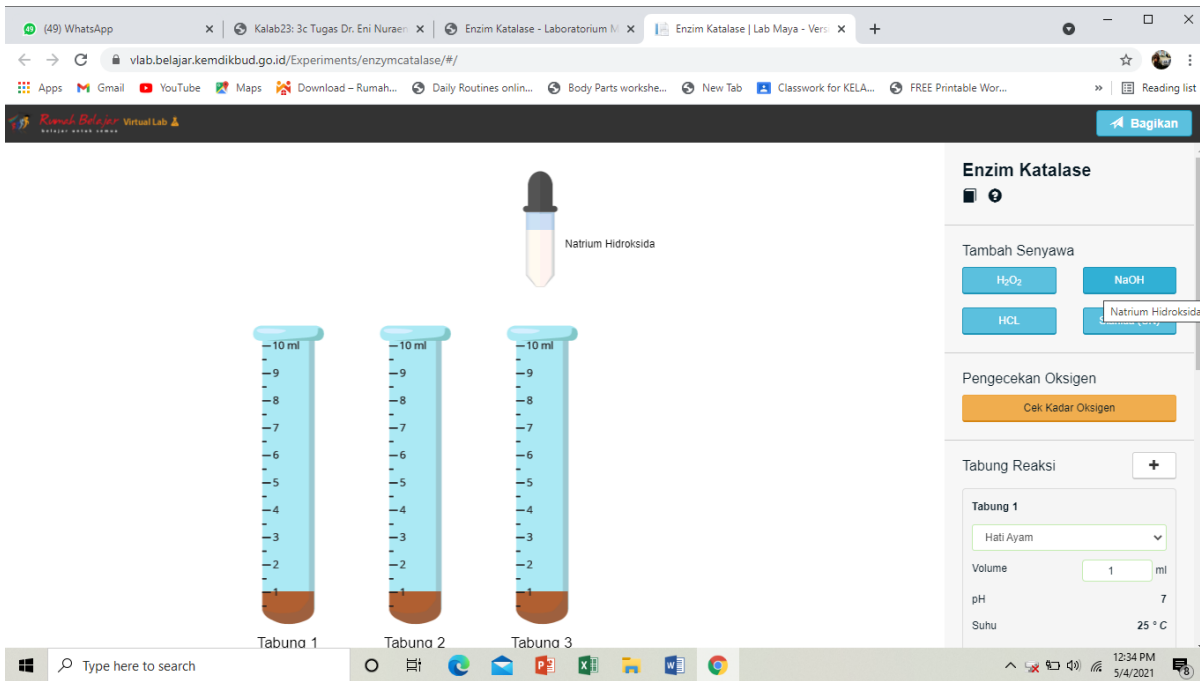 (49) WhatsApp
Kalab23: 3c Tugas Dr. Eni Nuraen
Enzim Katalase - Laboratorium M
Enzim Katalase | Lab Maya - Vers
vlab.belajar.kemdikbud.go.id/Experiments/enzymcatalase/#/
Apps Gmail YouTube Maps Download – Rumah... Daily Routines onlin... Body Parts workshe... New Tab Classwork for KELA... FREE Printable Wor... » Reading list
Rumah Belajar Virtual Lab
belajar untuk semua
Bagikan
Enzim Katalase
Natrium Hidroksida
Tambah Senyawa
H₂O₂ NaOH
Natrium Hidroksida
HCL
Pengecekan Oksigen
Cek Kadar Oksigen
Tabung Reaksi +
Tabung 1
Hati Ayam
Volume 1 ml
pH 7
Suhu 25 ° C
10 ml 10 ml 10 ml
9 9 9
8 8 8
7 7 7
6 6 6
5 5 5
4 4 4
3 3 3
2 2 2
1 1 1
Tabung 1 Tabung 2 Tabung 3
Type here to search
12:34 PM
5/4/2021
8